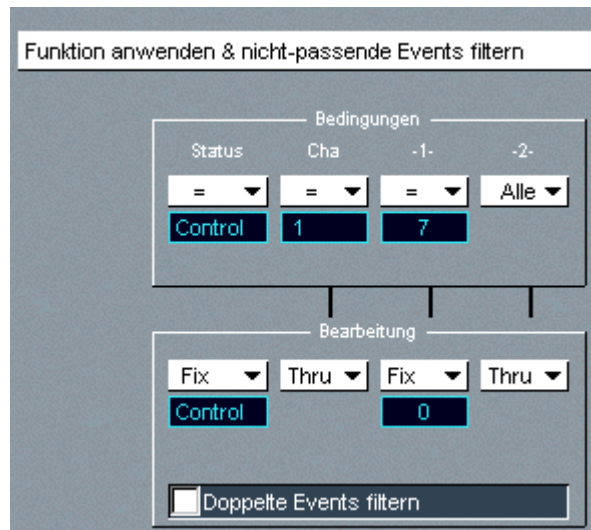 Funktion anwenden & nicht-passende Events filtern
Bedingungen
Status Cha -1- -2-
= = = Alle
Control 1 7
Bearbeitung
Fix Thru Fix Thru
Control 0
Doppelte Events filtern